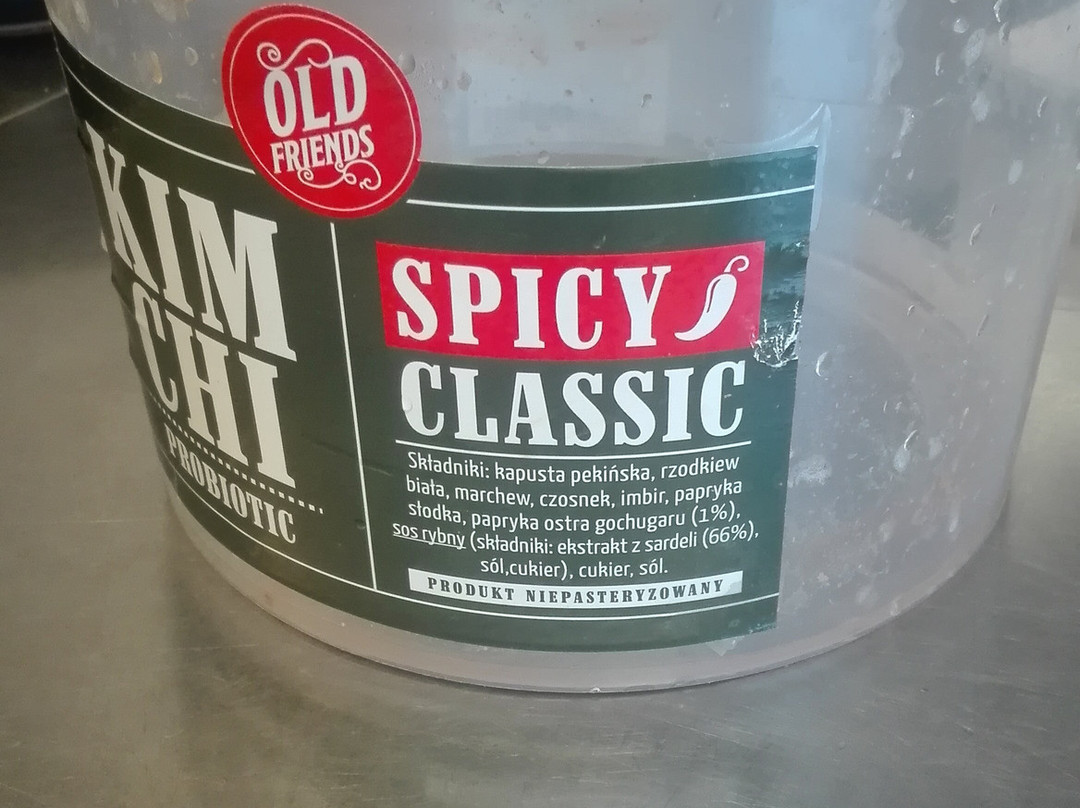 OLD
FRIENDS
KIM
CHI
PROBIOTIC
SPICY
CLASSIC
Składniki: kapusta pekińska, rzodkiew
biała, marchew, czosnek, imbir, papryka
słodka, papryka ostra gochugaru (1%),
sos rybny (składniki: ekstrakt z sardeli (66%),
sól,cukier), cukier, sól.
PRODUKT NIEPASTERYZOWANY